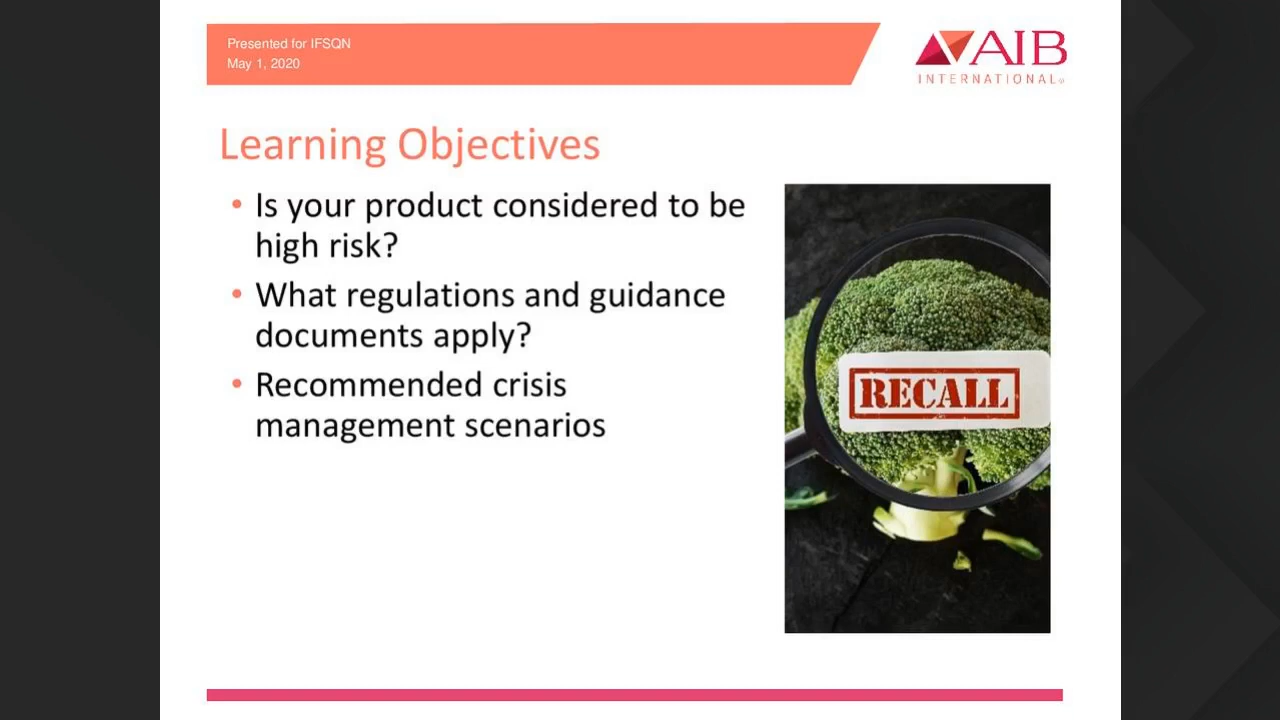 Presented for IFSQN
May 1, 2020
AIB
INTERNATIONAL®
Learning Objectives
• Is your product considered to be
high risk?
• What regulations and guidance
documents apply?
• Recommended crisis
management scenarios
RECALL